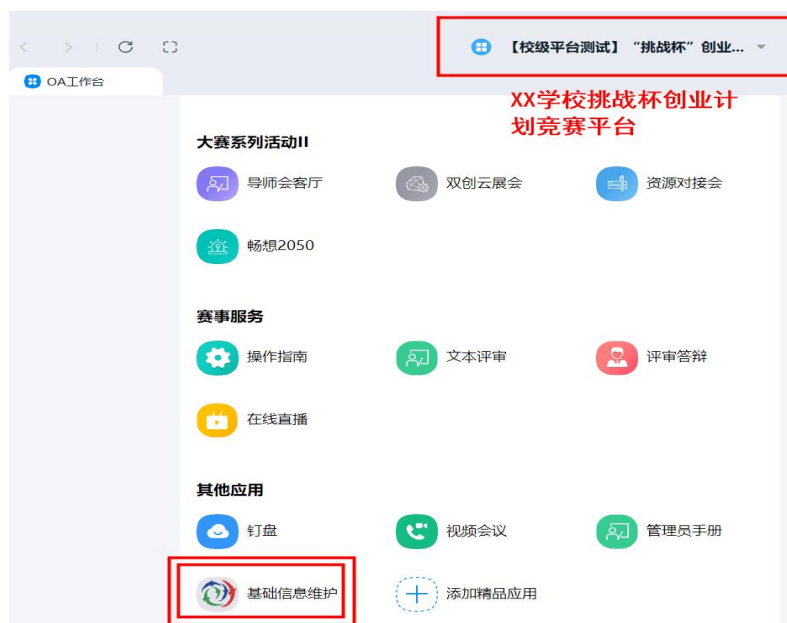 【校级平台测试】“挑战杯”创业...
OA工作台
XX学校挑战杯创业计
划竞赛平台
大赛系列活动II
导师会客厅
双创云展会
资源对接会
畅想2050
赛事服务
操作指南
文本评审
评审答辩
在线直播
其他应用
钉盘
视频会议
管理员手册
基础信息维护
添加精品应用